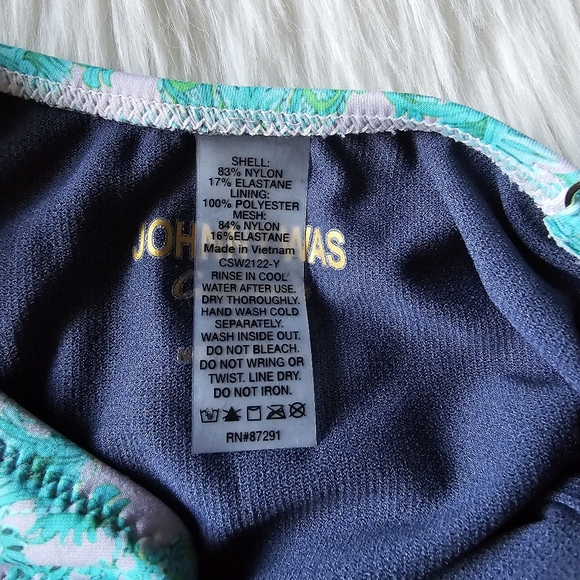 SHELL:
83% NYLON
17% ELASTANE
LINING:
100% POLYESTER
MESH:
84% NYLON
16%ELASTANE
JOHN WAS
Made in Vietnam
CSW2122-Y
RINSE IN COOL
WATER AFTER USE.
DRY THOROUGHLY.
HAND WASH COLD
SEPARATELY.
WASH INSIDE OUT.
DO NOT BLEACH.
DO NOT WRING OR
TWIST. LINE DRY.
DO NOT IRON.
RN#87291